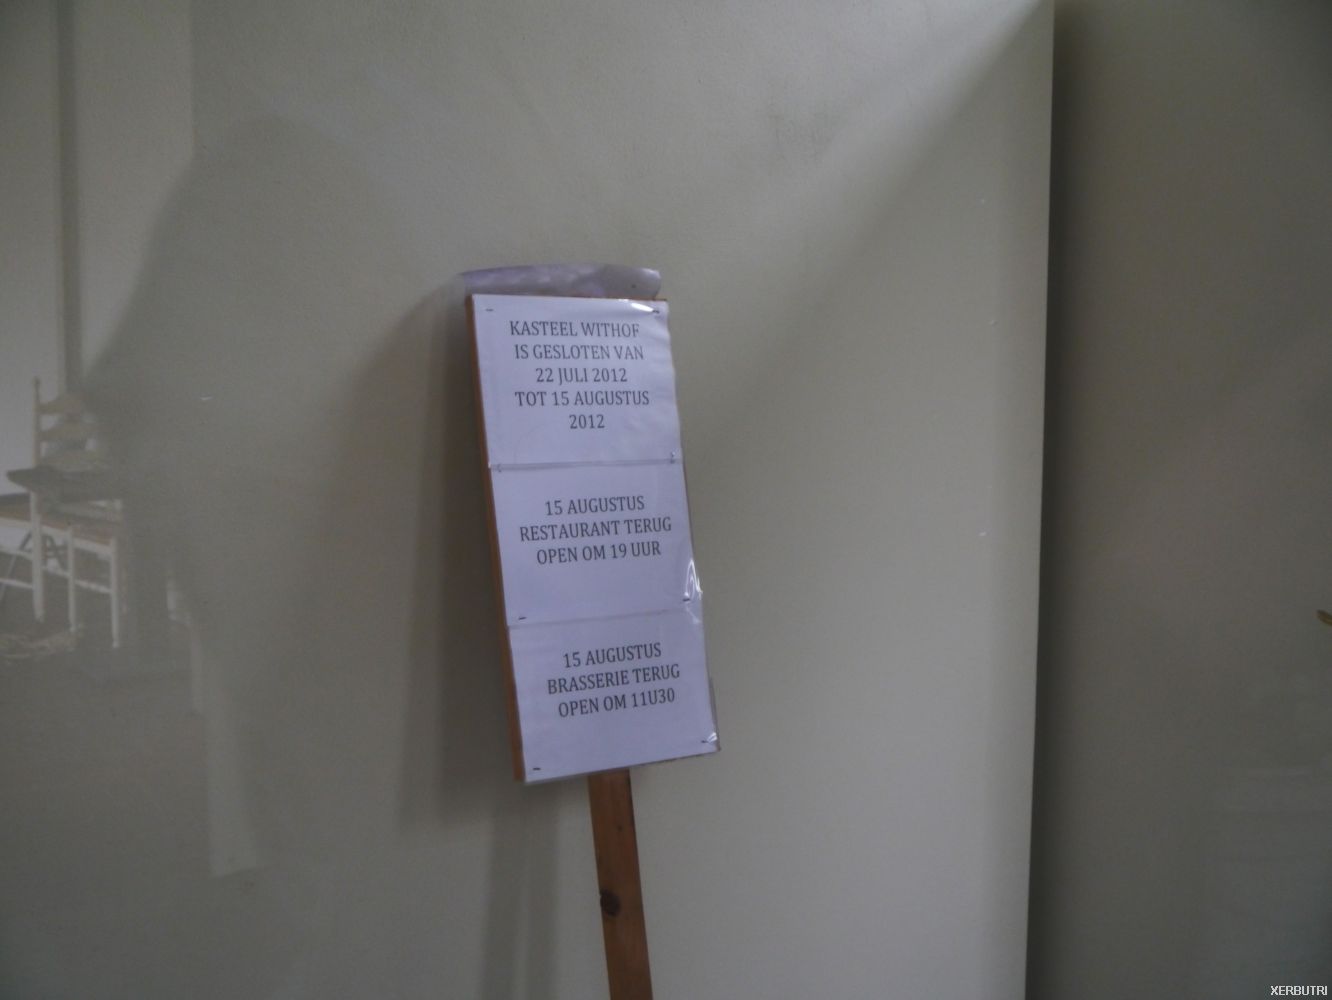 KASTEEL WITHOF
IS GESLOTEN VAN
22 JULI 2012
TOT 15 AUGUSTUS
2012
15 AUGUSTUS
RESTAURANT TERUG
OPEN OM 19 UUR
15 AUGUSTUS
BRASSERIE TERUG
OPEN OM 11U30
XERBUTRI